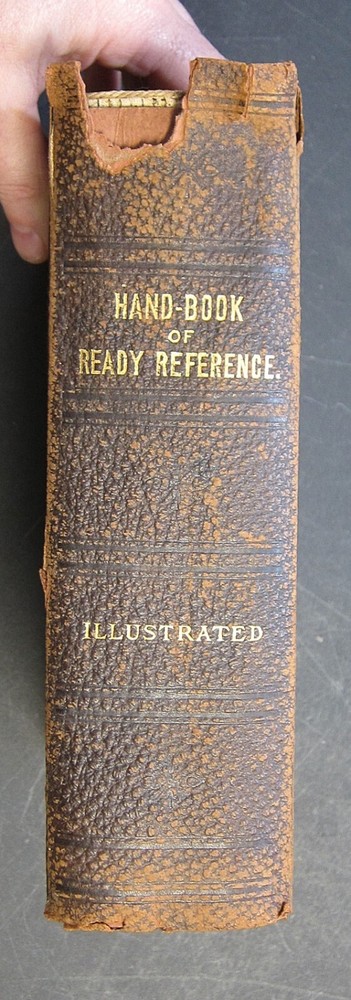 HAND-BOOK
OF
READY REFERENCE.
ILLUSTRATED